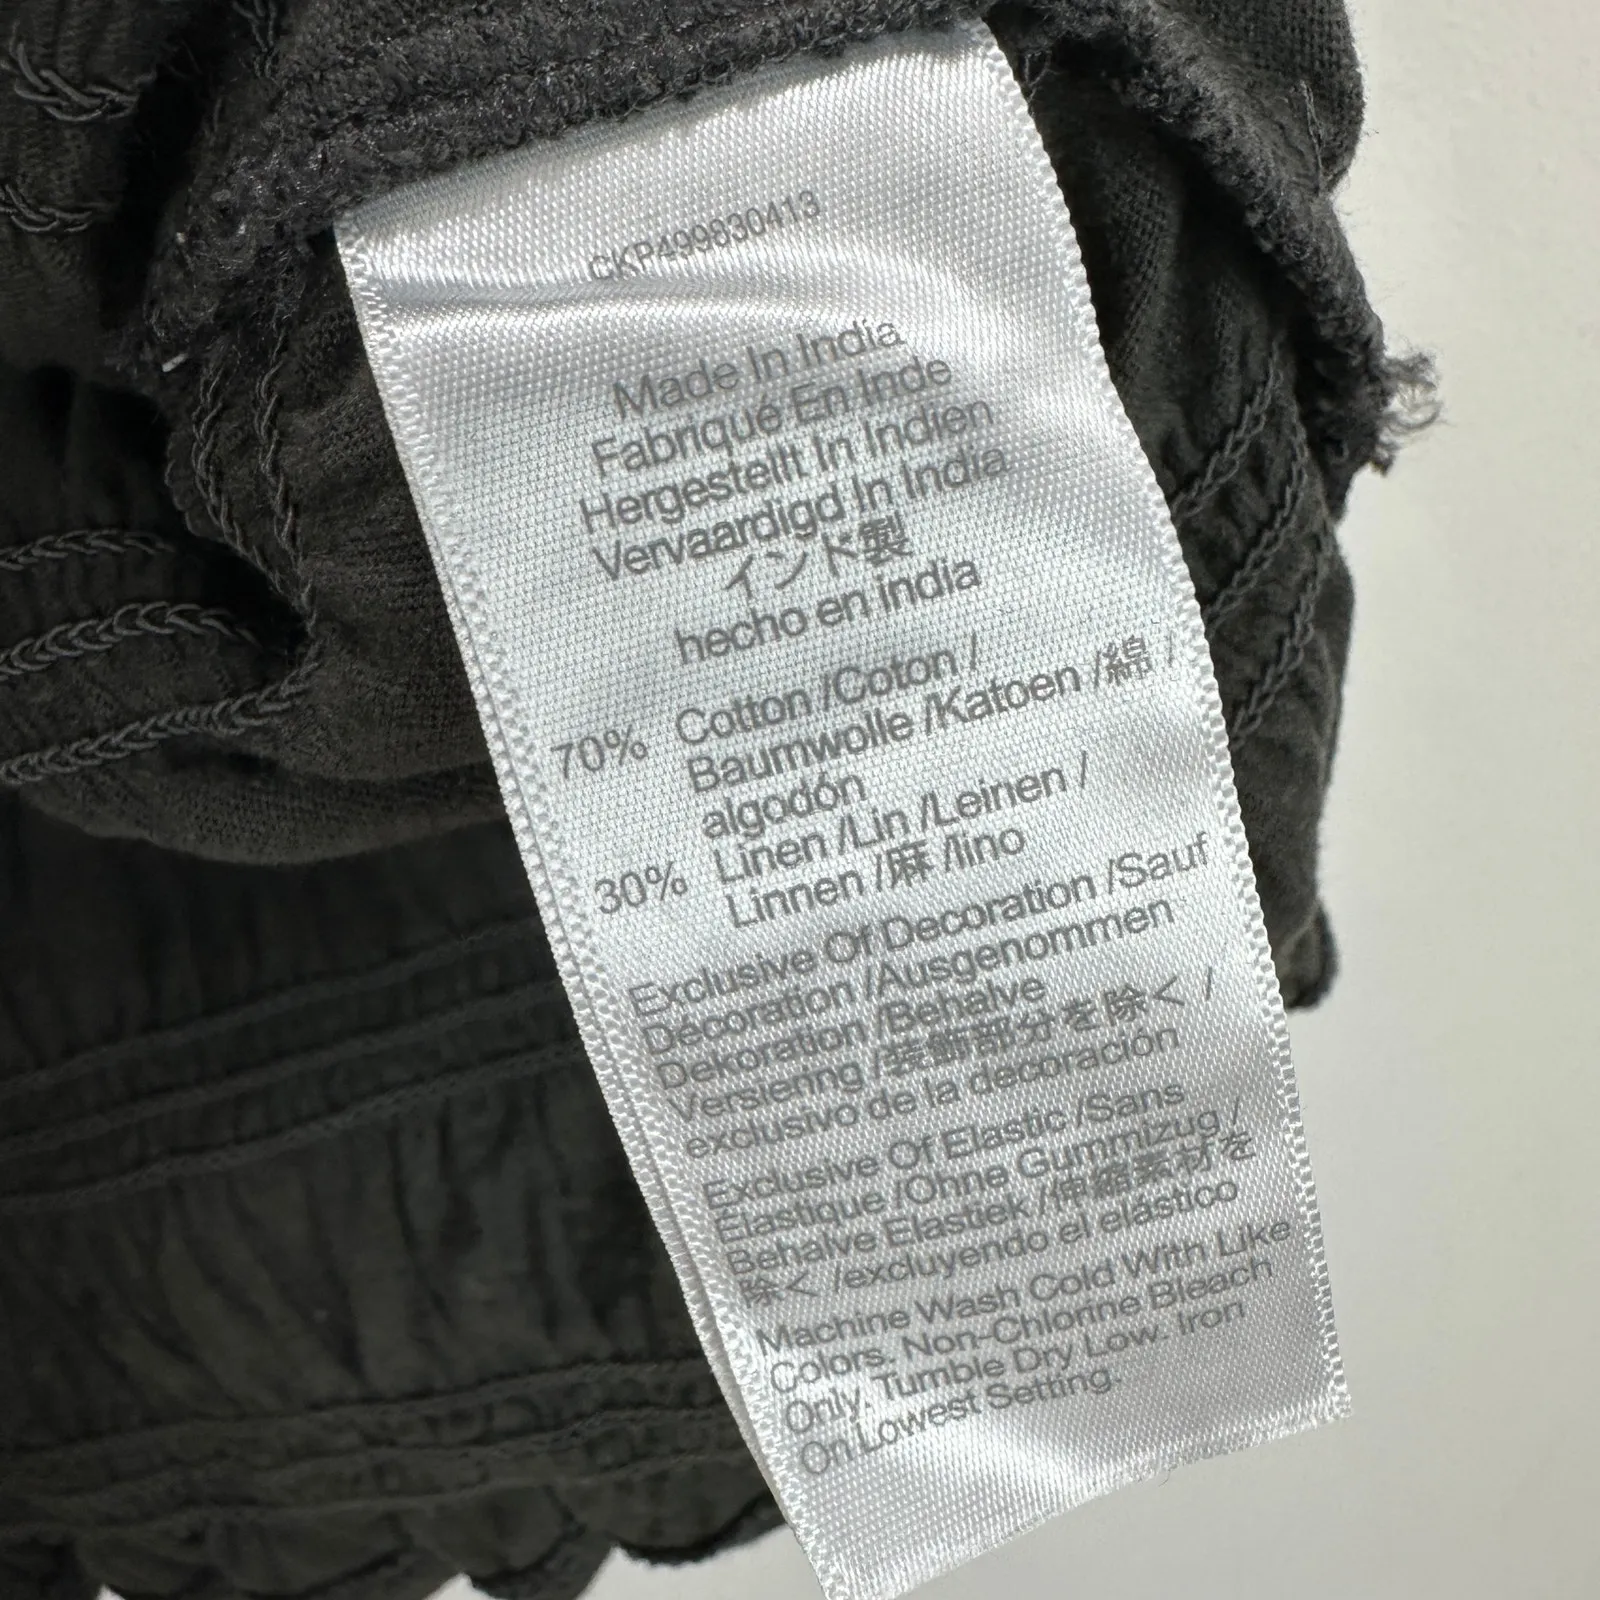 CKP499830413
Made In India
Fabriqué En Inde
Hergestellt In Indien
Vervaardigd In India
インド製
hecho en India
70% Cotton /Coton /
Baumwolle /Katoen /綿 /
algodón
30% Linen /Lin /Leinen /
Linnen /麻 /lino
Exclusive Of Decoration /Sauf
Décoration /Ausgenommen
Dekoration /Behalve
Versiering /装飾部分を除く /
exclusivo de la decoración
Exclusive Of Elastic /Sans
Élastique /Ohne Gummizug /
Behalve Elastiek /伸縮素材を
除く /excluyendo el elástico
Machine Wash Cold With Like
Colors. Non-Chlorine Bleach
Only. Tumble Dry Low. Iron
On Lowest Setting.